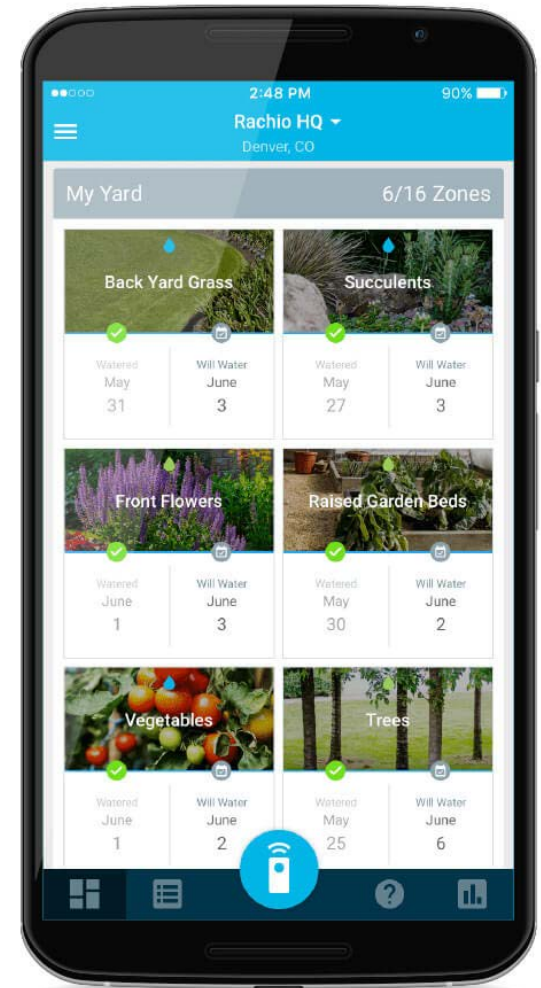 2:48 PM
90%
Rachio HQ
Denver, CO
My Yard
6/16 Zones
Back Yard Grass
Watered
May
31
Will Water
June
3
Succulents
Watered
May
27
Will Water
June
3
Front Flowers
Watered
June
1
Will Water
June
3
Raised Garden Beds
Watered
May
30
Will Water
June
2
Vegetables
Watered
June
1
Will Water
June
2
Trees
Watered
May
25
Will Water
June
6
?